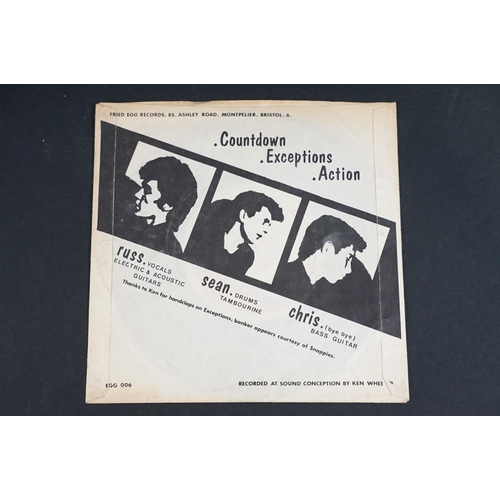 FRIED EGG RECORDS, 85, ASHLEY ROAD, MONTPELIER, BRISTOL. 6.
.Countdown
.Exceptions
.Action
russ. VOCALS
ELECTRIC & ACOUSTIC
GUITARS
sean. DRUMS
TAMBOURINE
chris. (bye bye)
BASS GUITAR
Thanks to Ken for handclaps on Exceptions, bonker appears courtesy of Snappies.
EGG 006
RECORDED AT SOUND CONCEPTION BY KEN